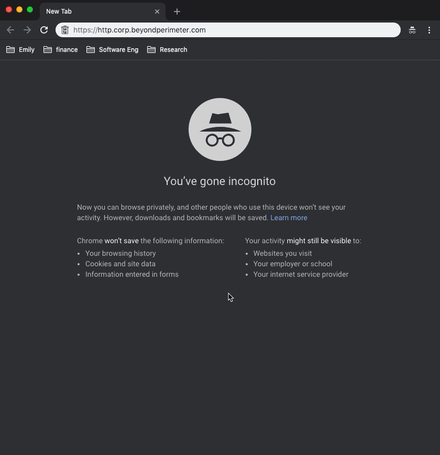 New Tab
https://http.corp.beyondperimeter.com
Emily finance Software Eng Research
You've gone incognito
Now you can browse privately, and other people who use this device won't see your
activity. However, downloads and bookmarks will be saved. Learn more
Chrome won't save the following information:
Your browsing history
Cookies and site data
Information entered in forms
Your activity might still be visible to:
Websites you visit
Your employer or school
Your internet service provider